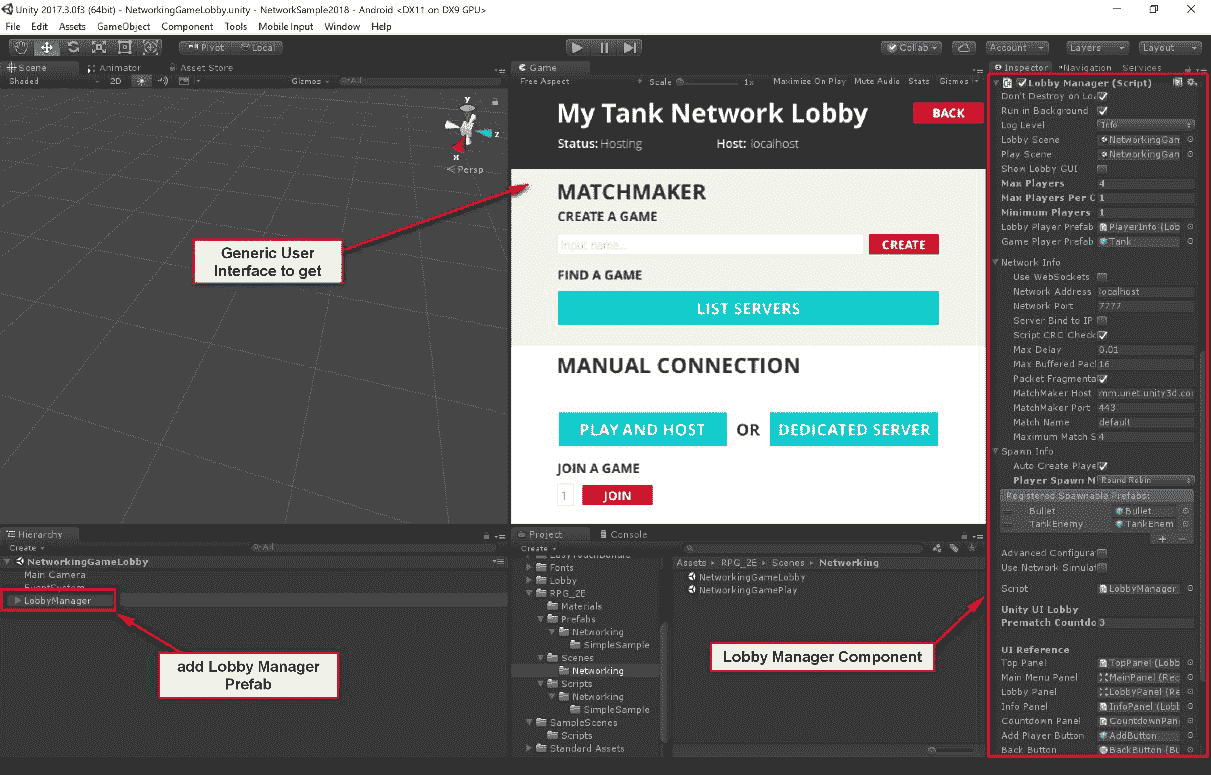 Unity 2017.3.0f3 (64bit) - NetworkingGameLobby.unity - NetworkSample2018 - Android <DX11 on DX9 GPU>
File Edit Assets GameObject Component Tools Mobile Input Window Help
Pivot Local
Collab Account Layers Layout
Scene Animator Asset Store
Shaded 2D Gizmos All
y
z
x
Persp
Generic User
Interface to get
Game
Free Aspect Scale 1x Maximize On Play Mute Audio Stats Gizmos
My Tank Network Lobby
BACK
Status: Hosting Host: localhost
MATCHMAKER
CREATE A GAME
Input name...
CREATE
FIND A GAME
LIST SERVERS
MANUAL CONNECTION
PLAY AND HOST OR DEDICATED SERVER
JOIN A GAME
1 JOIN
Hierarchy
Create All
NetworkingGameLobby
Main Camera
EventSystem
LobbyManager
add Lobby Manager
Prefab
Project Console
Create
EasyTouchBundle
Fonts
Lobby
RPG_2E
Materials
Prefabs
Networking
SimpleSample
Scenes
Networking
Scripts
Networking
SimpleSample
SampleScenes
Scripts
Standard Assets
Assets RPG_2E Scenes Networking
NetworkingGameLobby
NetworkingGamePlay
Lobby Manager Component
Inspector Navigation Services
Lobby Manager (Script)
Don't Destroy on Loa
Run in Background
Log Level Info
Lobby Scene NetworkingGam
Play Scene NetworkingGam
Show Lobby GUI
Max Players 4
Max Players Per C 1
Minimum Players 1
Lobby Player Prefab PlayerInfo (Lob
Game Player Prefab Tank
Network Info
Use WebSockets
Network Address localhost
Network Port 7777
Server Bind to IP
Script CRC Check
Max Delay 0.01
Max Buffered Pack 16
Packet Fragmenta
MatchMaker Host mm.unet.unity3d.com
MatchMaker Port 443
Match Name default
Maximum Match S 4
Spawn Info
Auto Create Player
Player Spawn M Round Robin
Registered Spawnable Prefabs:
Bullet Bullet
TankEnemy TankEnem
+ −
Advanced Configurat
Use Network Simulat
Script LobbyManager
Unity UI Lobby
Prematch Countdo 3
UI Reference
Top Panel TopPanel (Lobb
Main Menu Panel MainPanel (Rec
Lobby Panel LobbyPanel (Re
Info Panel InfoPanel (Lobb
Countdown Panel CountdownPan
Add Player Button AddButton
Back Button BackButton (Bu